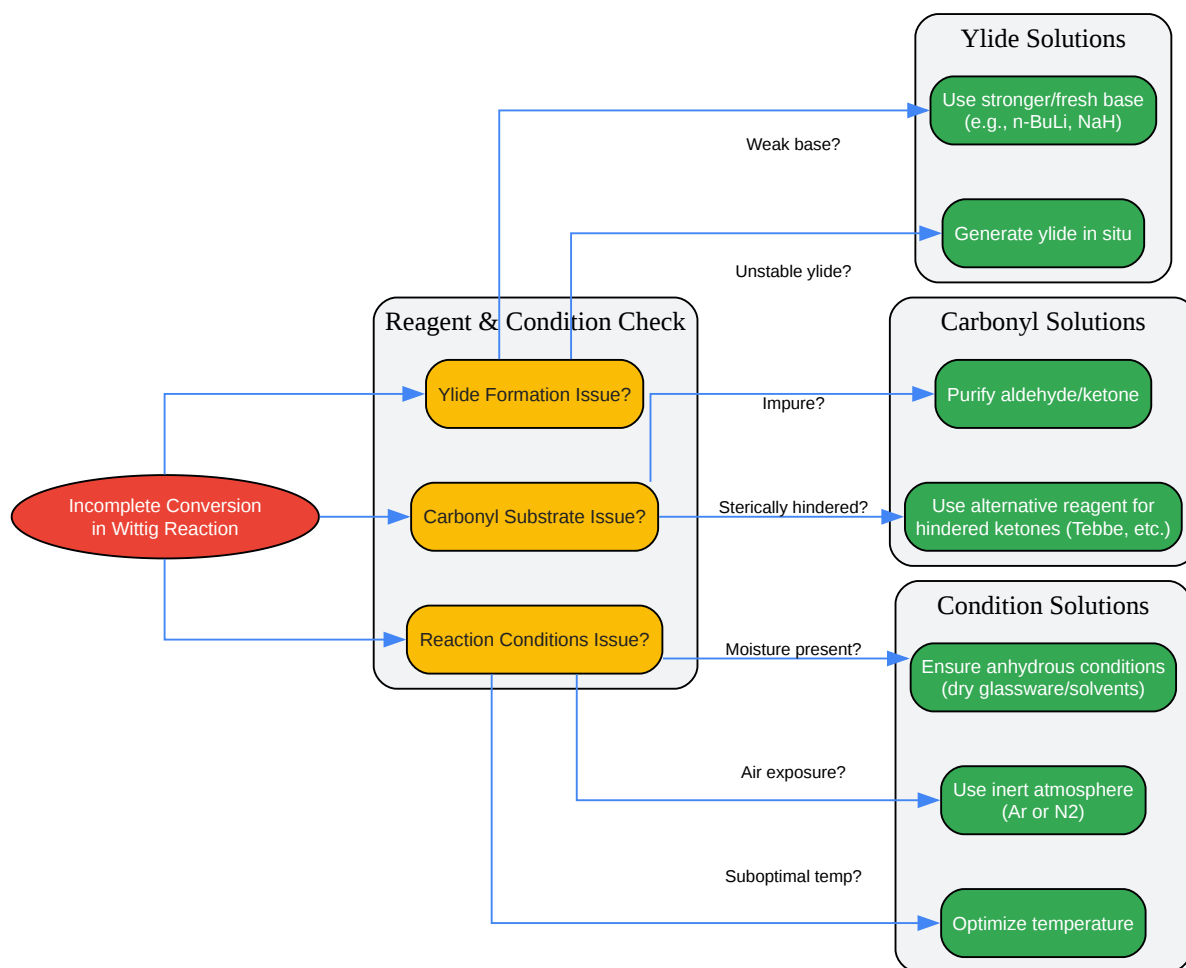 Incomplete Conversion
in Wittig Reaction
Reagent & Condition Check
Ylide Formation Issue?
Carbonyl Substrate Issue?
Reaction Conditions Issue?
Weak base?
Unstable ylide?
Impure?
Sterically hindered?
Moisture present?
Air exposure?
Suboptimal temp?
Ylide Solutions
Use stronger/fresh base
(e.g., n-BuLi, NaH)
Generate ylide in situ
Carbonyl Solutions
Purify aldehyde/ketone
Use alternative reagent for
hindered ketones (Tebbe, etc.)
Condition Solutions
Ensure anhydrous conditions
(dry glassware/solvents)
Use inert atmosphere
(Ar or N2)
Optimize temperature